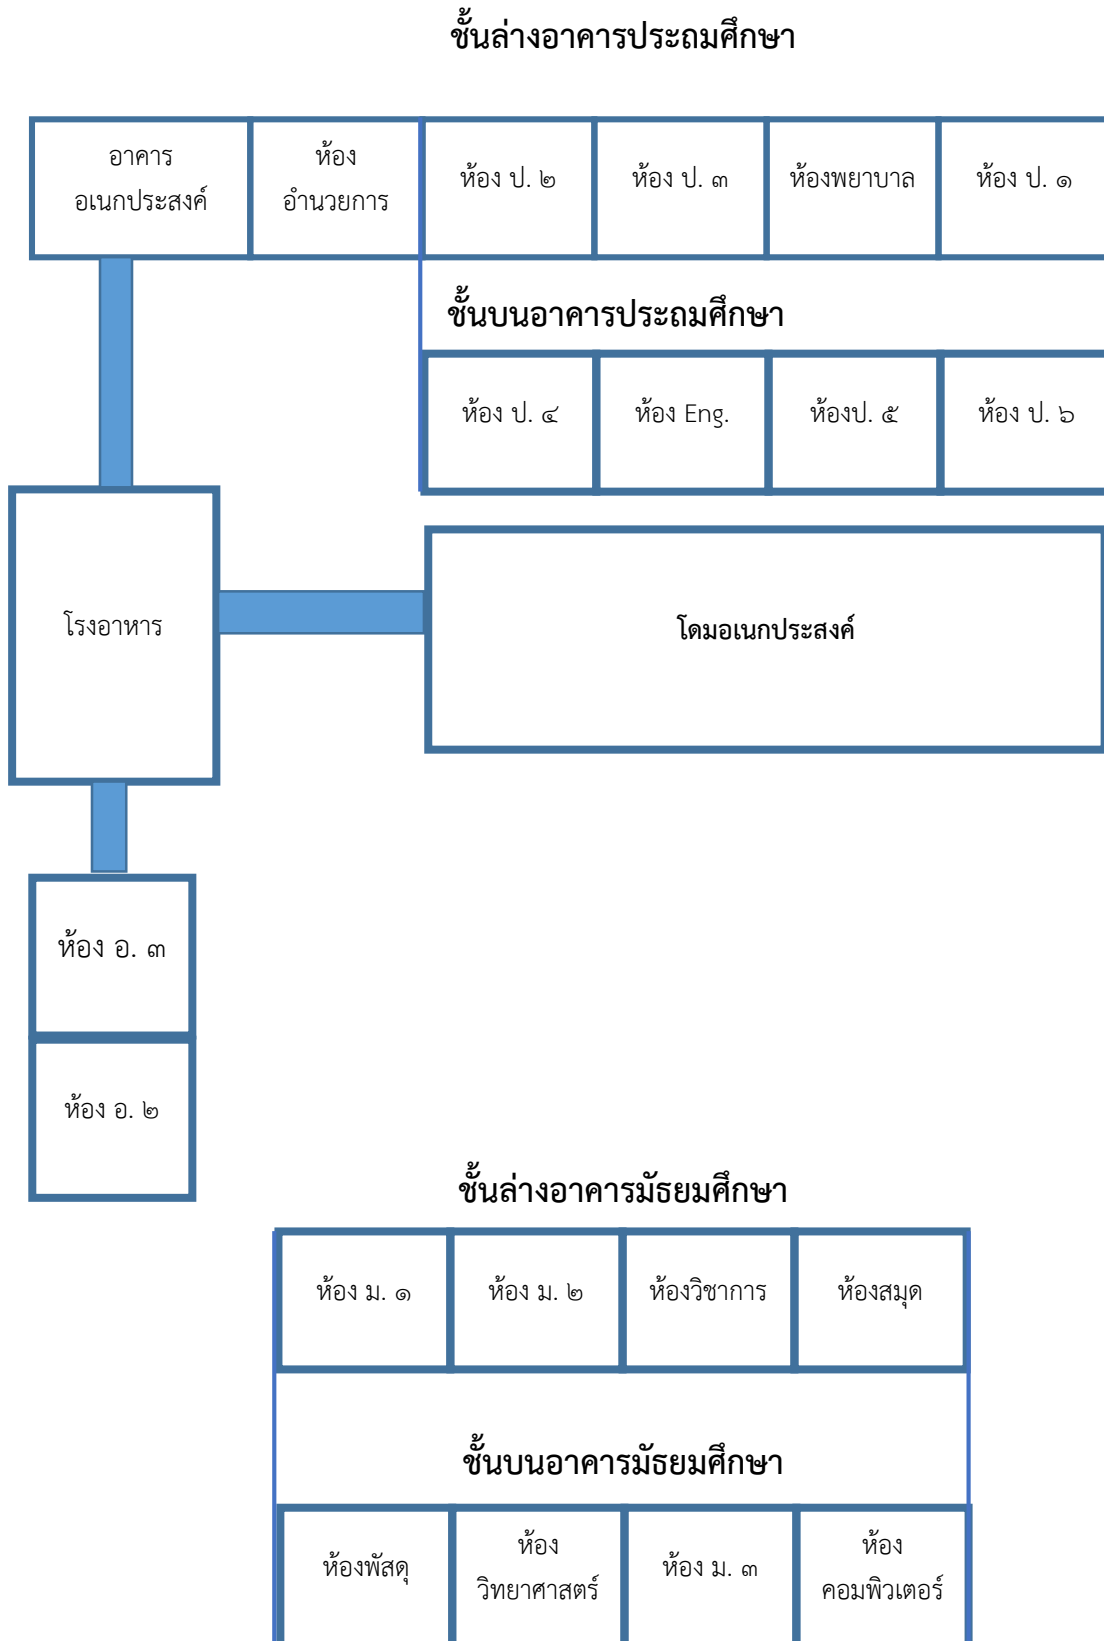 ชั้นล่างอาคารประถมศึกษา
อาคาร
อเนกประสงค์
ห้อง
อำนวยการ
ห้อง ป. ๒
ห้อง ป. ๓
ห้องพยาบาล
ห้อง ป. ๑
ชั้นบนอาคารประถมศึกษา
ห้อง ป. ๔
ห้อง Eng.
ห้องป. ๕
ห้อง ป. ๖
โรงอาหาร
โดมอเนกประสงค์
ห้อง อ. ๓
ห้อง อ. ๒
ชั้นล่างอาคารมัธยมศึกษา
ห้อง ม. ๑
ห้อง ม. ๒
ห้องวิชาการ
ห้องสมุด
ชั้นบนอาคารมัธยมศึกษา
ห้องพัสดุ
ห้อง
วิทยาศาสตร์
ห้อง ม. ๓
ห้อง
คอมพิวเตอร์